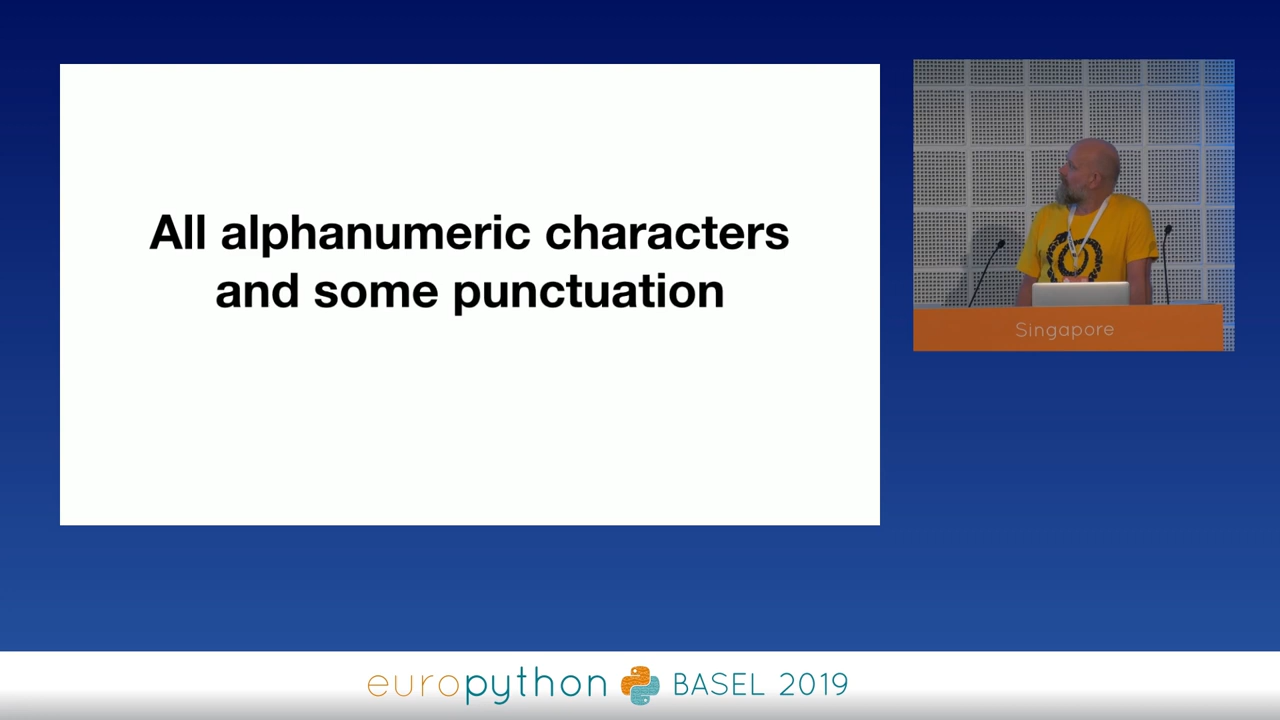 All alphanumeric characters
and some punctuation
Singapore
europython BASEL 2019